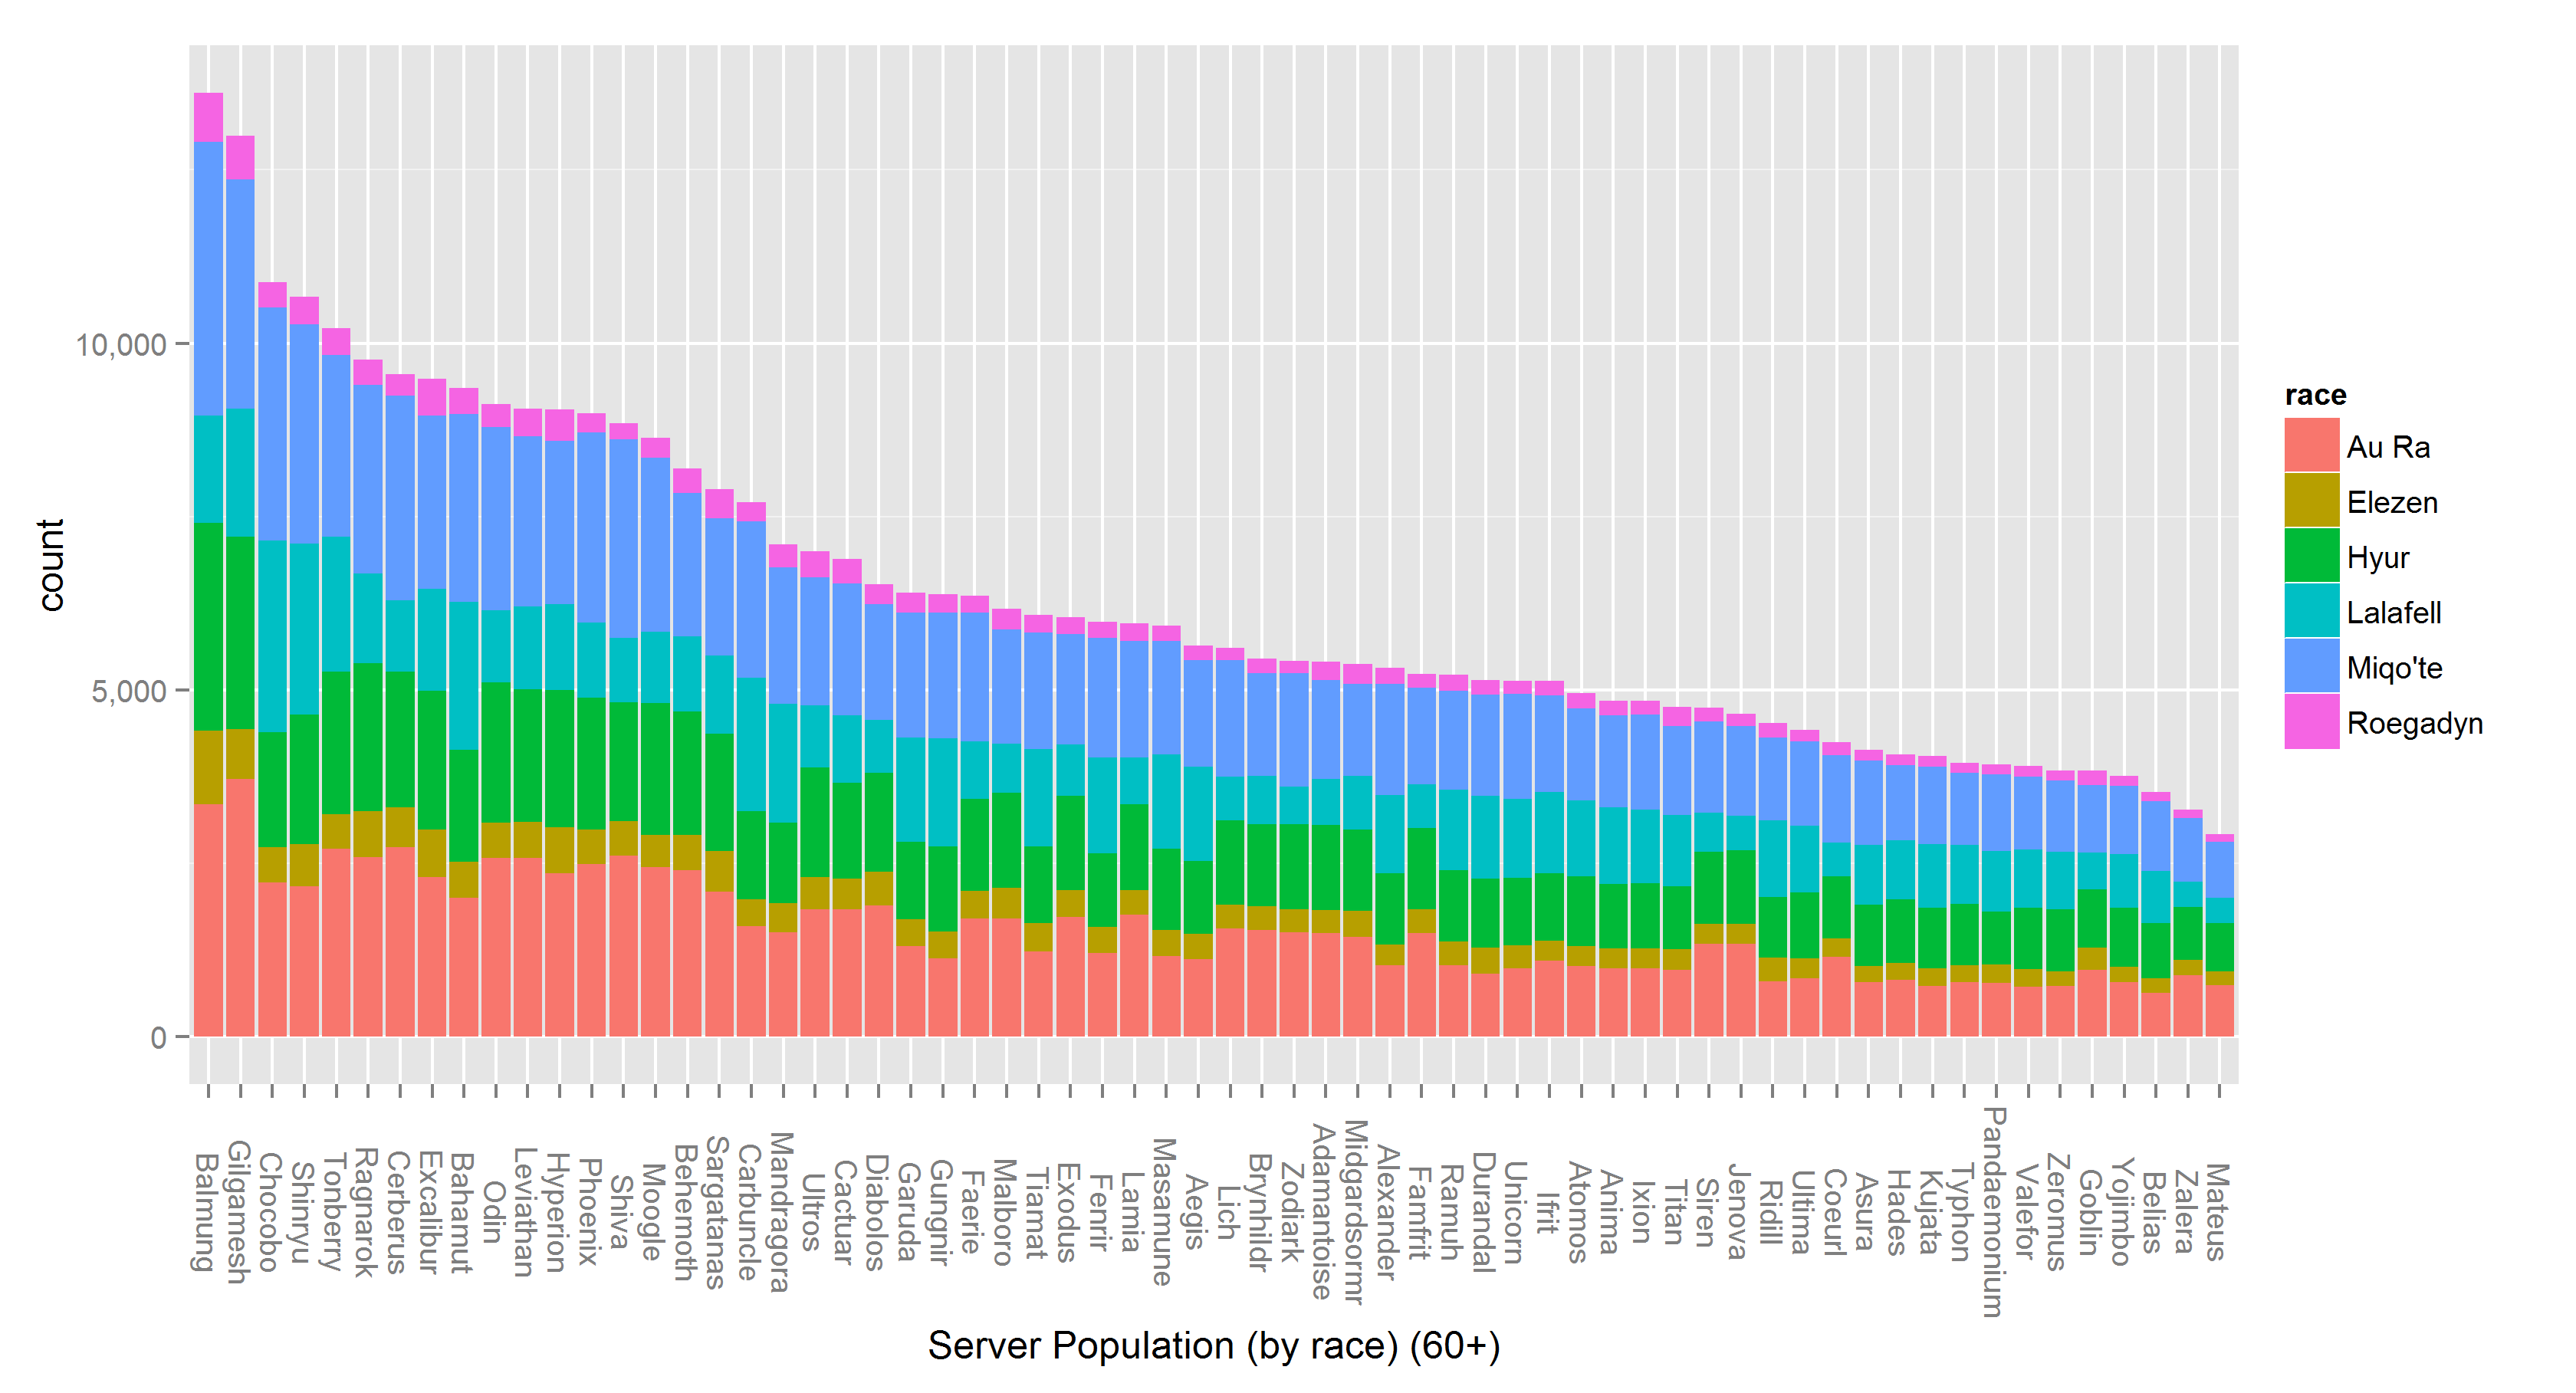 count
10,000
5,000
0
Balmung
Gilgamesh
Chocobo
Shinryu
Tonberry
Ragnarok
Cerberus
Excalibur
Bahamut
Odin
Leviathan
Hyperion
Phoenix
Shiva
Moogle
Behemoth
Sargatanas
Carbuncle
Mandragora
Ultros
Cactuar
Diabolos
Garuda
Gungnir
Faerie
Malboro
Tiamat
Exodus
Fenrir
Lamia
Masamune
Aegis
Lich
Brynhildr
Zodiark
Adamantoise
Midgardsormr
Alexander
Famfrit
Ramuh
Durandal
Unicorn
Ifrit
Atomos
Anima
Ixion
Titan
Siren
Jenova
Ridill
Ultima
Coeurl
Asura
Hades
Kujata
Typhon
Pandaemonium
Valefor
Zeromus
Goblin
Yojimbo
Belias
Zalera
Mateus
Server Population (by race) (60+)
race
Au Ra
Elezen
Hyur
Lalafell
Miqo'te
Roegadyn